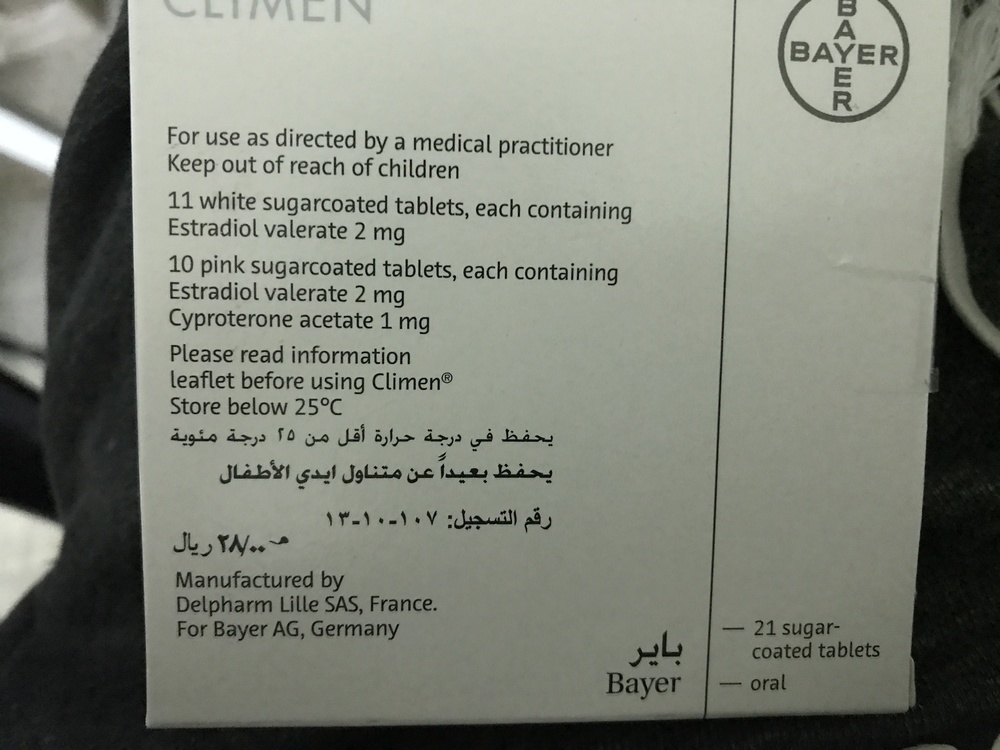 CLIMEN
BAYER
BAYER
For use as directed by a medical practitioner
Keep out of reach of children
11 white sugarcoated tablets, each containing
Estradiol valerate 2 mg
10 pink sugarcoated tablets, each containing
Estradiol valerate 2 mg
Cyproterone acetate 1 mg
Please read information
leaflet before using Climen®
Store below 25°C
يحفظ في درجة حرارة أقل من ٢٥ درجة مئوية
يحفظ بعيداً عن متناول ايدي الأطفال
رقم التسجيل: ١٠٧-١٠-١٣
٢٨/٠٠ ريال
Manufactured by
Delpharm Lille SAS, France.
For Bayer AG, Germany
باير
Bayer
— 21 sugar-
coated tablets
— oral